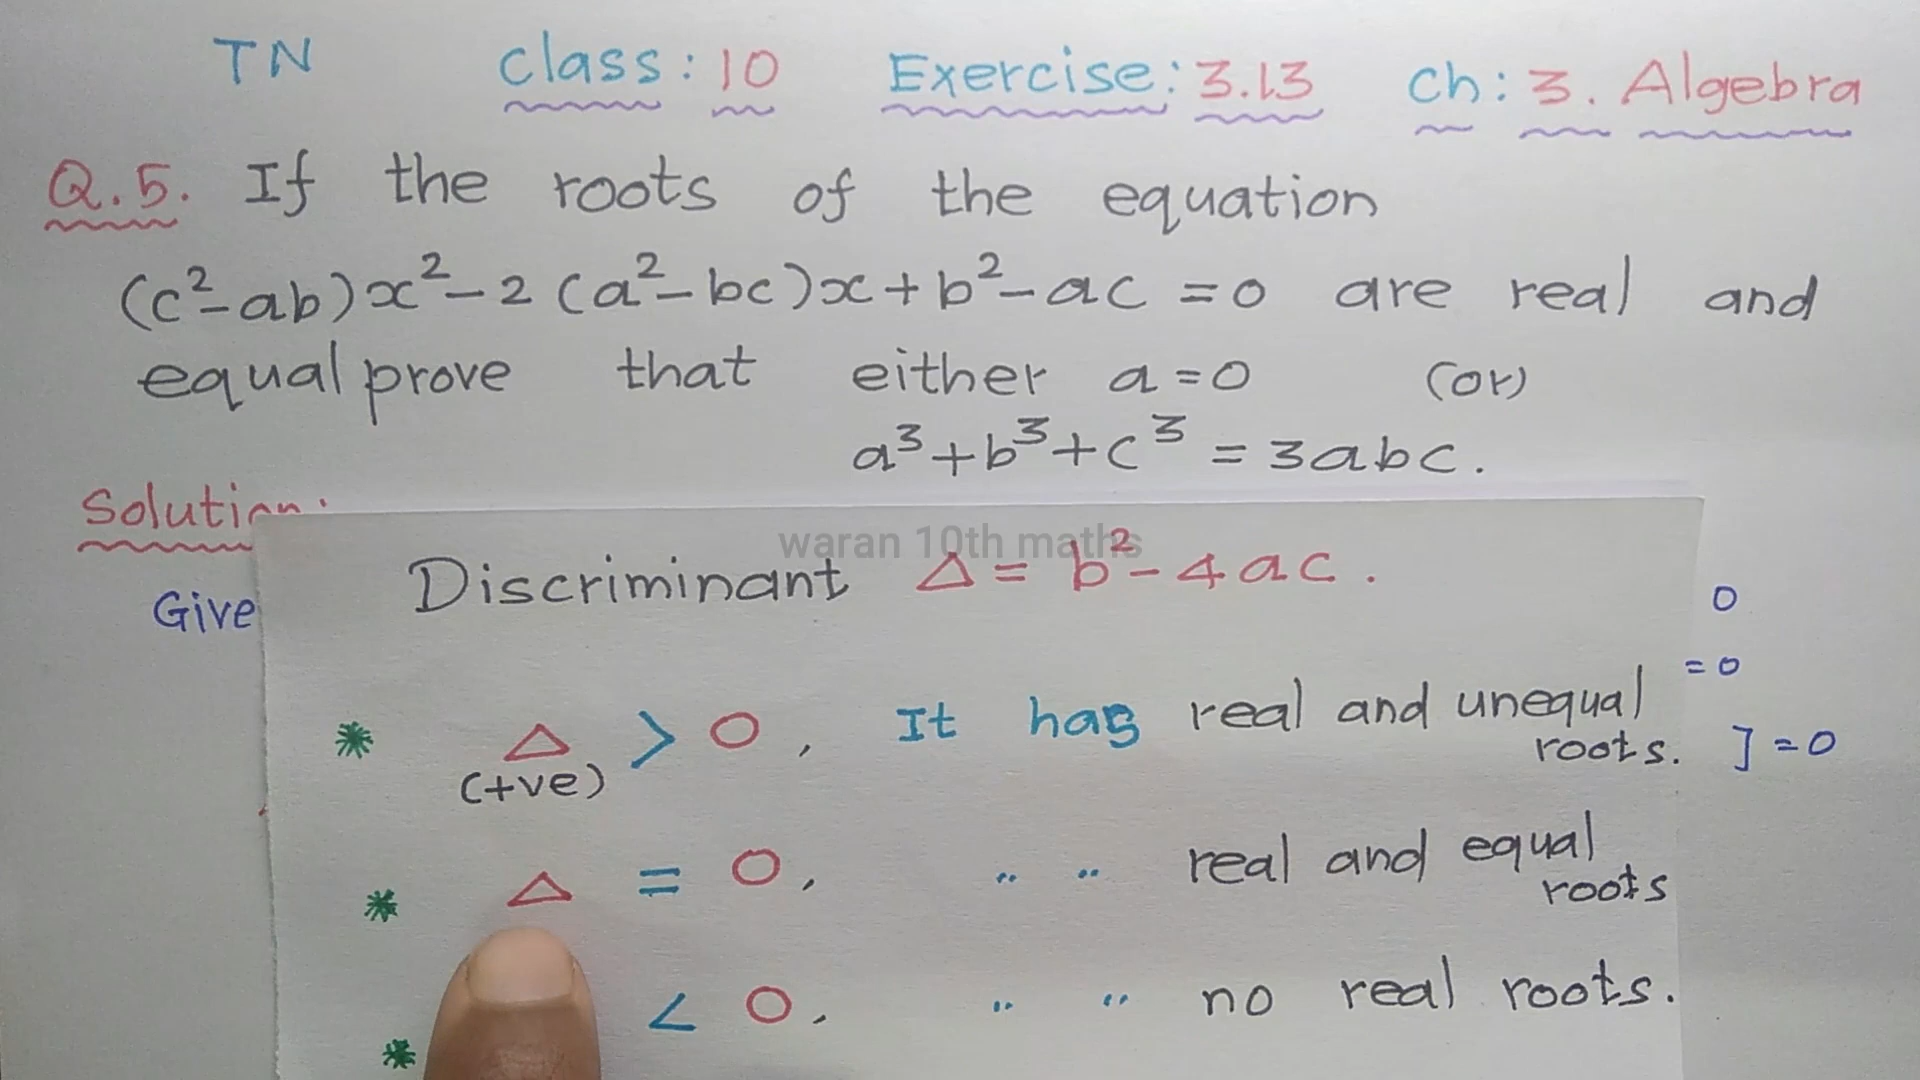 TN Class: 10 Exercise: 3.13 Ch: 3. Algebra
Q.5. If the roots of the equation
(c²-ab)x²-2(a²-bc)x+b²-ac=0 are real and
equal prove that either a=0 (or)
a³+b³+c³=3abc.
Solution:
waran 10th maths
Discriminant Δ=b²-4ac.
Give
0
=0
* Δ > 0, It has real and unequal
(+ve) roots. ]=0
* Δ = 0, " " real and equal
roots
* < 0, " " no real roots.